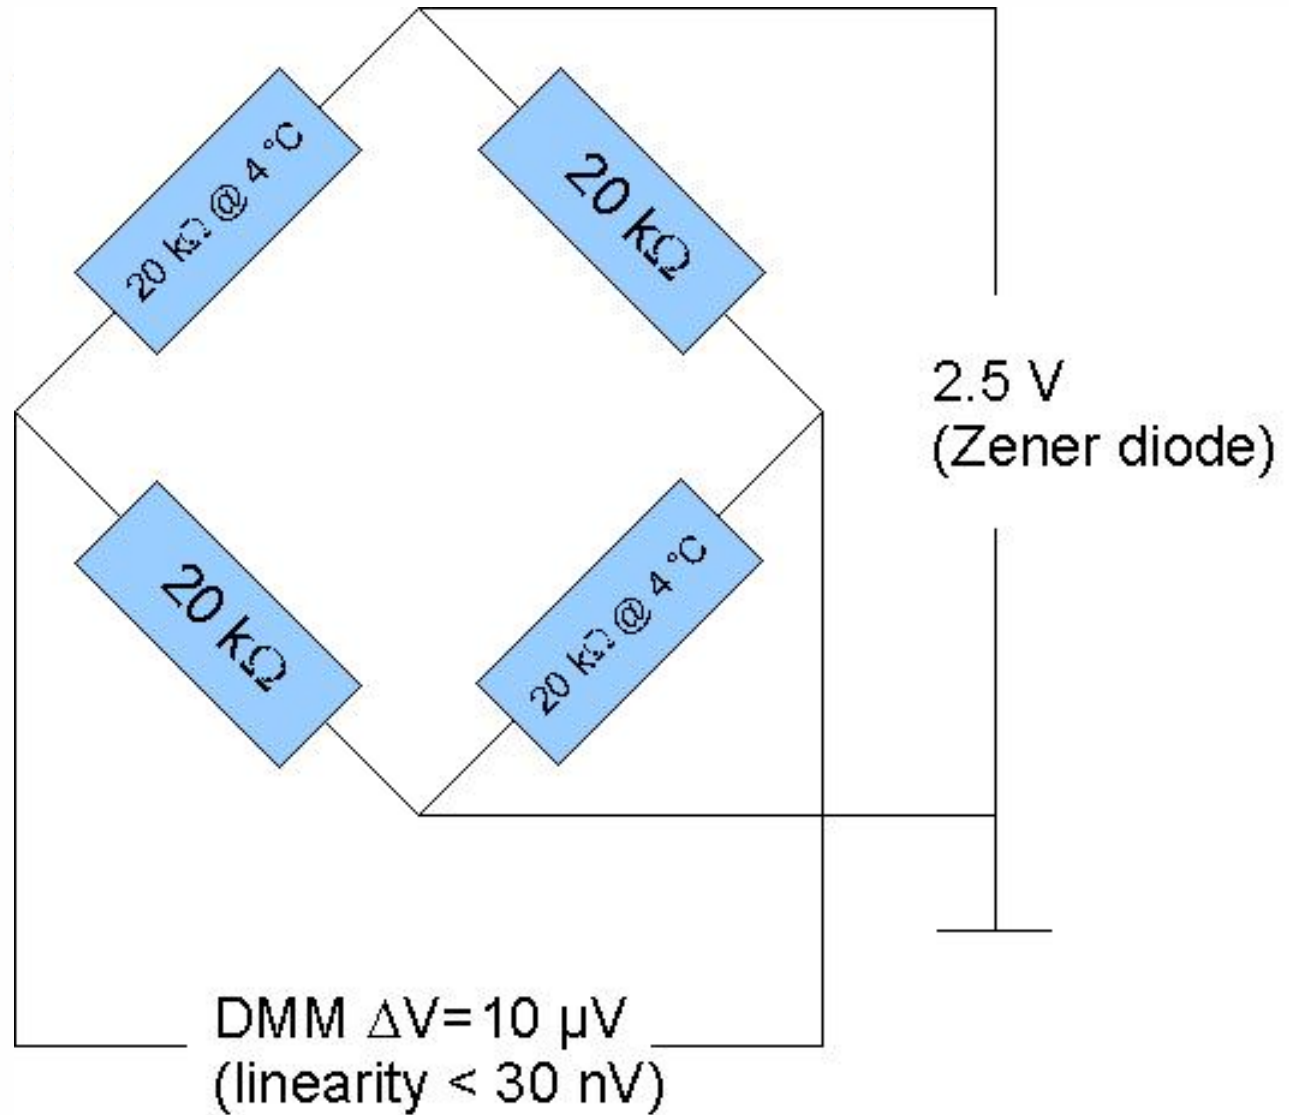 20 kΩ @ 4 °C
20 kΩ
2.5 V
(Zener diode)
20 kΩ
20 kΩ @ 4 °C
DMM ΔV=10 µV
(linearity < 30 nV)